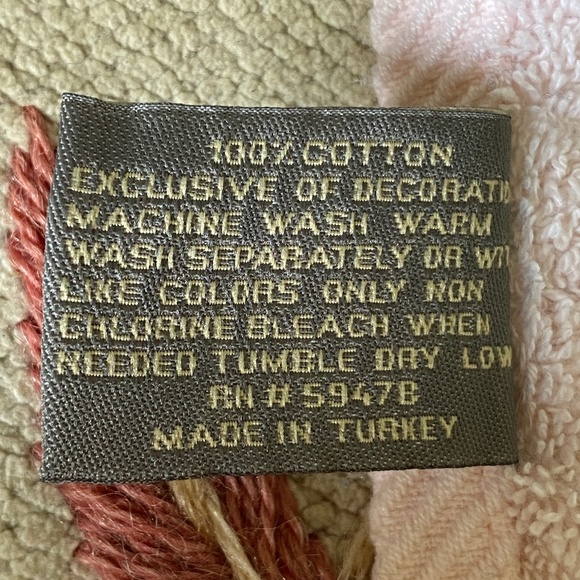 100% COTTON
EXCLUSIVE OF DECORATIO
MACHINE WASH WARM
WASH SEPARATELY OR WIT
LIKE COLORS ONLY NON
CHLORINE BLEACH WHEN
NEEDED TUMBLE DRY LOW
RN # 59478
MADE IN TURKEY